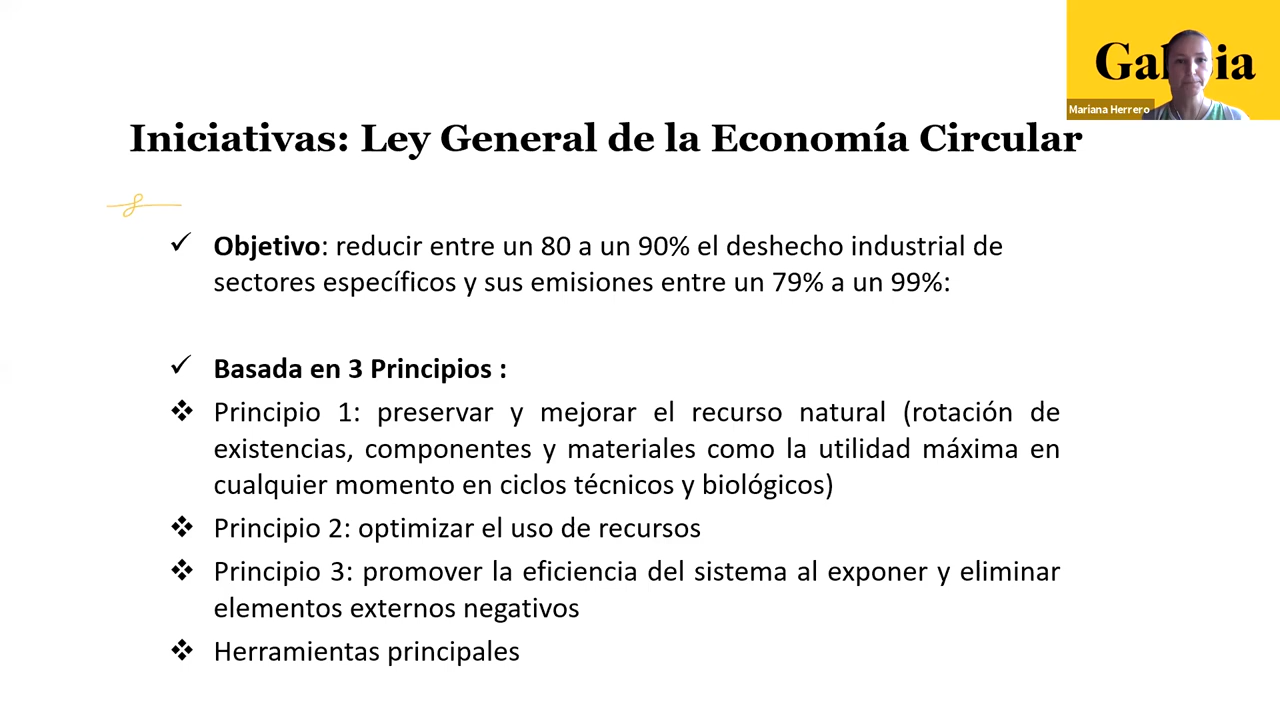 Mariana Herrero
Iniciativas: Ley General de la Economía Circular
✓ Objetivo: reducir entre un 80 a un 90% el deshecho industrial de
sectores específicos y sus emisiones entre un 79% a un 99%:
✓ Basada en 3 Principios :
❖ Principio 1: preservar y mejorar el recurso natural (rotación de
existencias, componentes y materiales como la utilidad máxima en
cualquier momento en ciclos técnicos y biológicos)
❖ Principio 2: optimizar el uso de recursos
❖ Principio 3: promover la eficiencia del sistema al exponer y eliminar
elementos externos negativos
❖ Herramientas principales